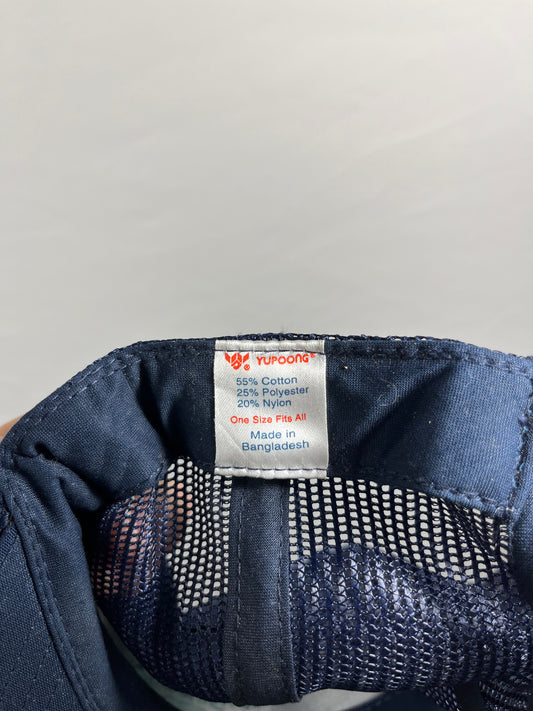 YUPOONG®
55% Cotton
25% Polyester
20% Nylon
One Size Fits All
Made in
Bangladesh